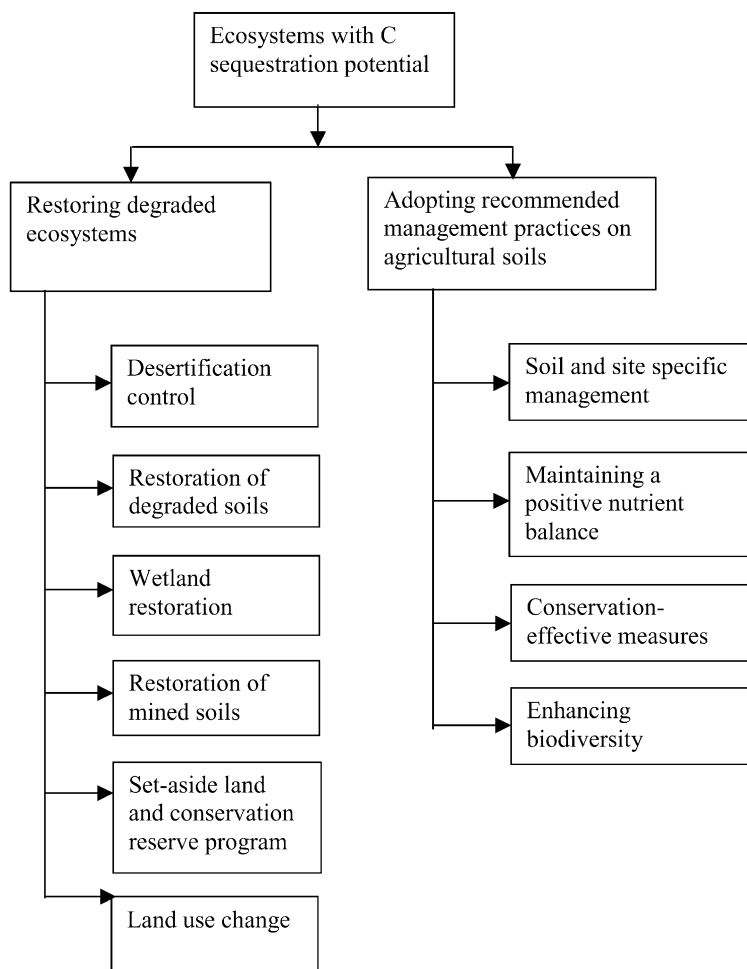 Ecosystems with C
sequestration potential
Restoring degraded
ecosystems
Adopting recommended
management practices on
agricultural soils
Desertification
control
Restoration of
degraded soils
Wetland
restoration
Restoration of
mined soils
Set-aside land
and conservation
reserve program
Land use change
Soil and site specific
management
Maintaining a
positive nutrient
balance
Conservation-
effective measures
Enhancing
biodiversity